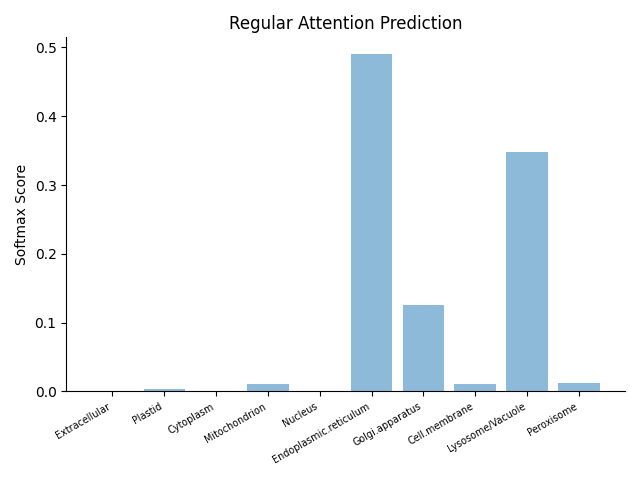 Regular Attention Prediction
Softmax Score
0.5
0.4
0.3
0.2
0.1
0.0
Extracellular
Plastid
Cytoplasm
Mitochondrion
Nucleus
Endoplasmic.reticulum
Golgi.apparatus
Cell.membrane
Lysosome/Vacuole
Peroxisome